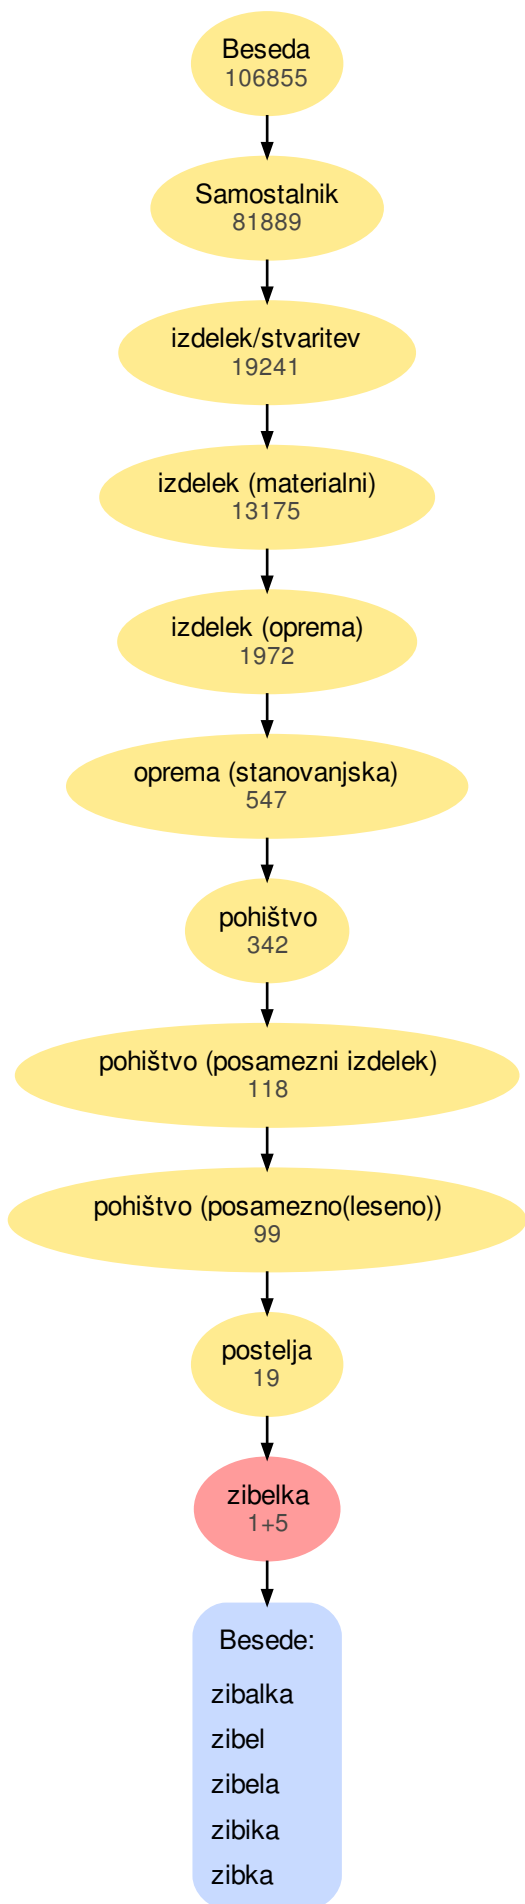 Beseda
106855
Samostalnik
81889
izdelek/stvaritev
19241
izdelek (materialni)
13175
izdelek (oprema)
1972
oprema (stanovanjska)
547
pohištvo
342
pohištvo (posamezni izdelek)
118
pohištvo (posamezno(leseno))
99
postelja
19
zibelka
1+5
Besede:
zibalka
zibel
zibela
zibika
zibka